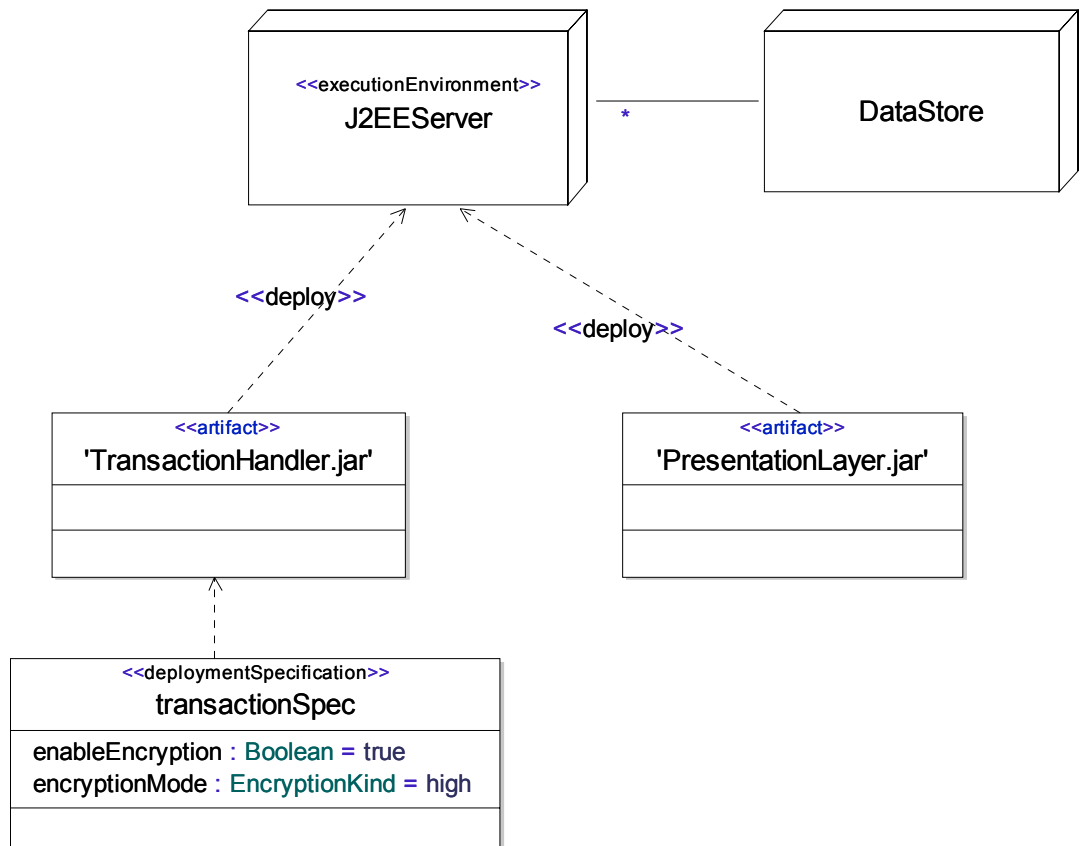 <<executionEnvironment>>
J2EEServer
*
DataStore
<<deploy>>
<<deploy>>
<<artifact>>
'TransactionHandler.jar'
<<artifact>>
'PresentationLayer.jar'
<<deploymentSpecification>>
transactionSpec
enableEncryption : Boolean = true
encryptionMode : EncryptionKind = high